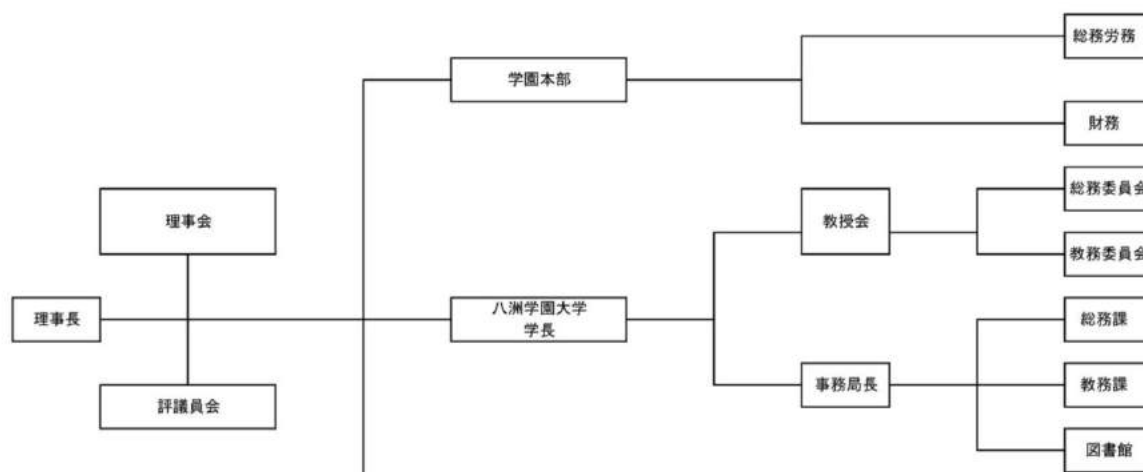 総務労務
学園本部
財務
総務委員会
理事会
教授会
教務委員会
八洲学園大学
学長
理事長
総務課
評議員会
事務局長
教務課
図書館